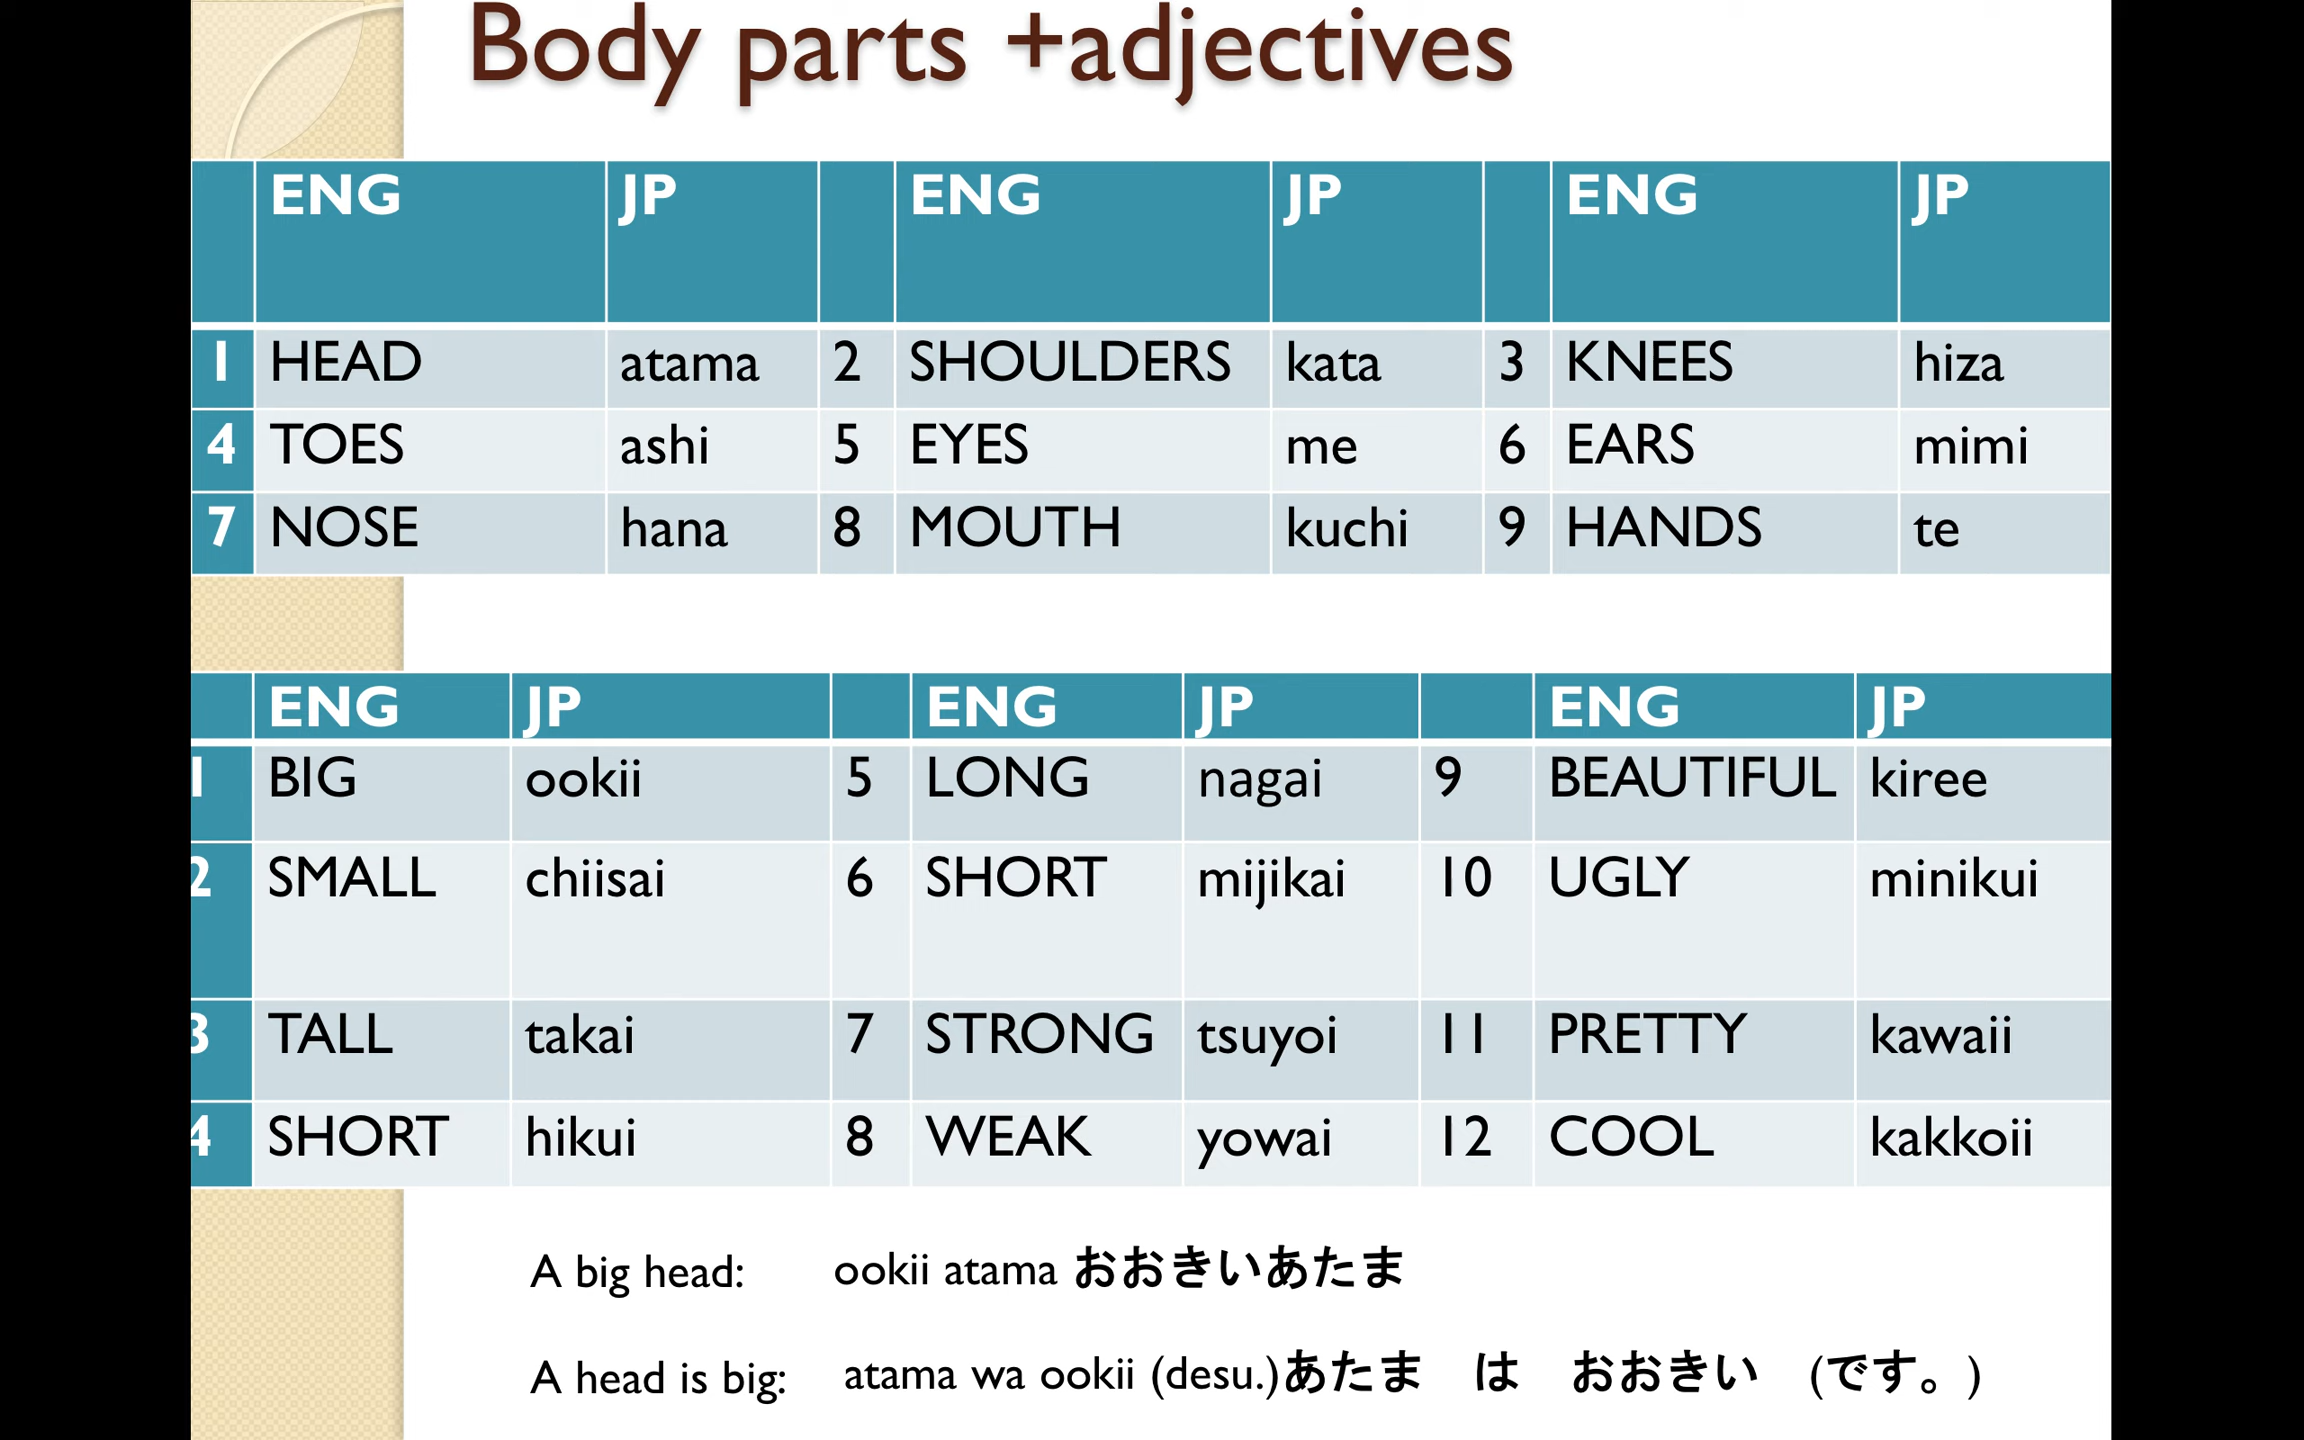 Body parts +adjectives
ENG JP ENG JP ENG JP
1 HEAD atama 2 SHOULDERS kata 3 KNEES hiza
4 TOES ashi 5 EYES me 6 EARS mimi
7 NOSE hana 8 MOUTH kuchi 9 HANDS te
ENG JP ENG JP ENG JP
1 BIG ookii 5 LONG nagai 9 BEAUTIFUL kiree
2 SMALL chiisai 6 SHORT mijikai 10 UGLY minikui
3 TALL takai 7 STRONG tsuyoi 11 PRETTY kawaii
4 SHORT hikui 8 WEAK yowai 12 COOL kakkoii
A big head: ookii atama おおきいあたま
A head is big: atama wa ookii (desu.)あたま　は　おおきい　(です。)